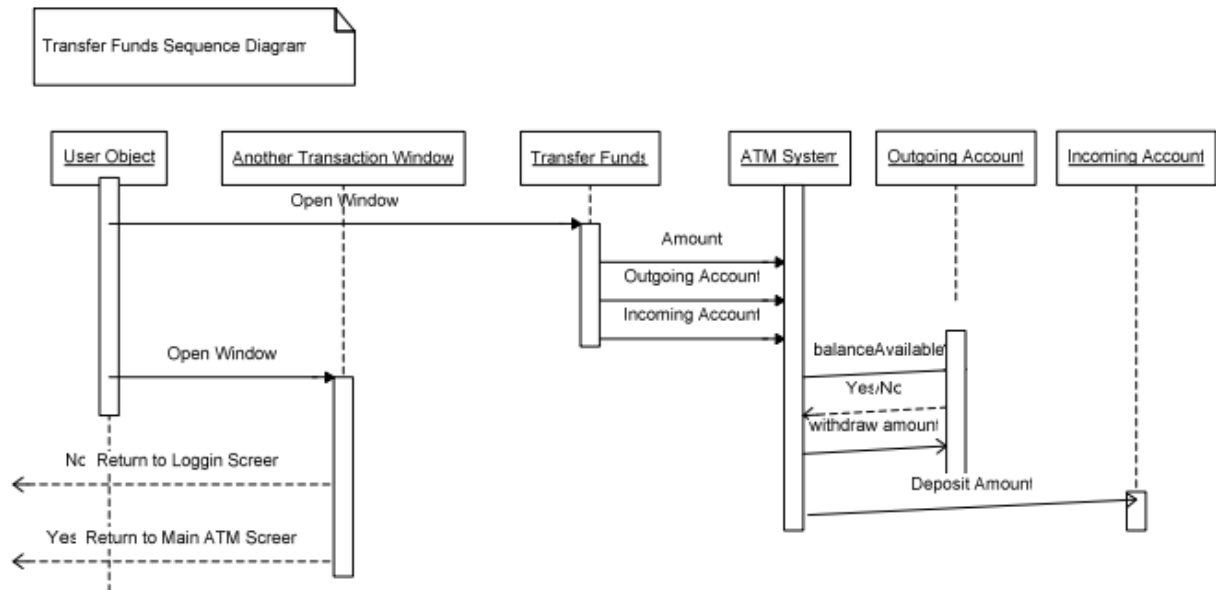 Transfer Funds Sequence Diagram
User Object
Another Transaction Window
Transfer Funds
ATM System
Outgoing Account
Incoming Account
Open Window
Amount
Outgoing Account
Incoming Account
Open Window
balanceAvailable
Yes/No
withdraw amount
No Return to Loggin Screen
Deposit Amount
Yes Return to Main ATM Screen